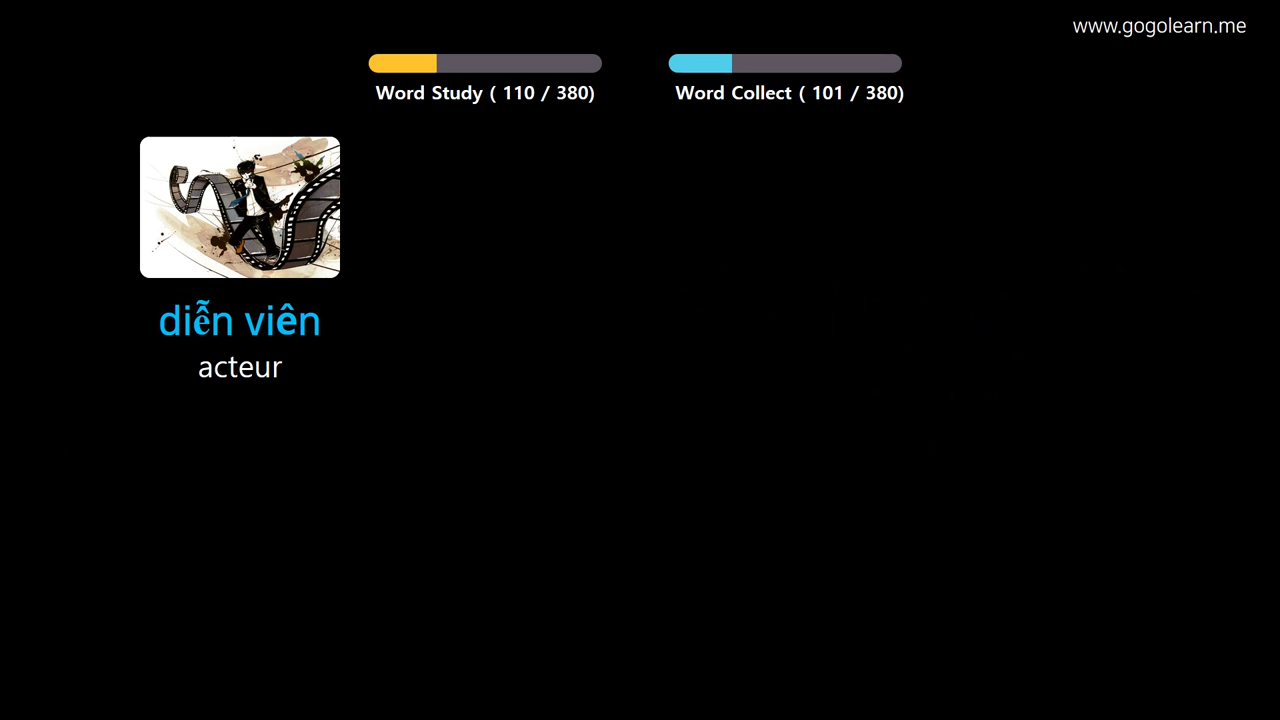 www.gogolearn.me
Word Study ( 110 / 380)
Word Collect ( 101 / 380)
diễn viên
acteur